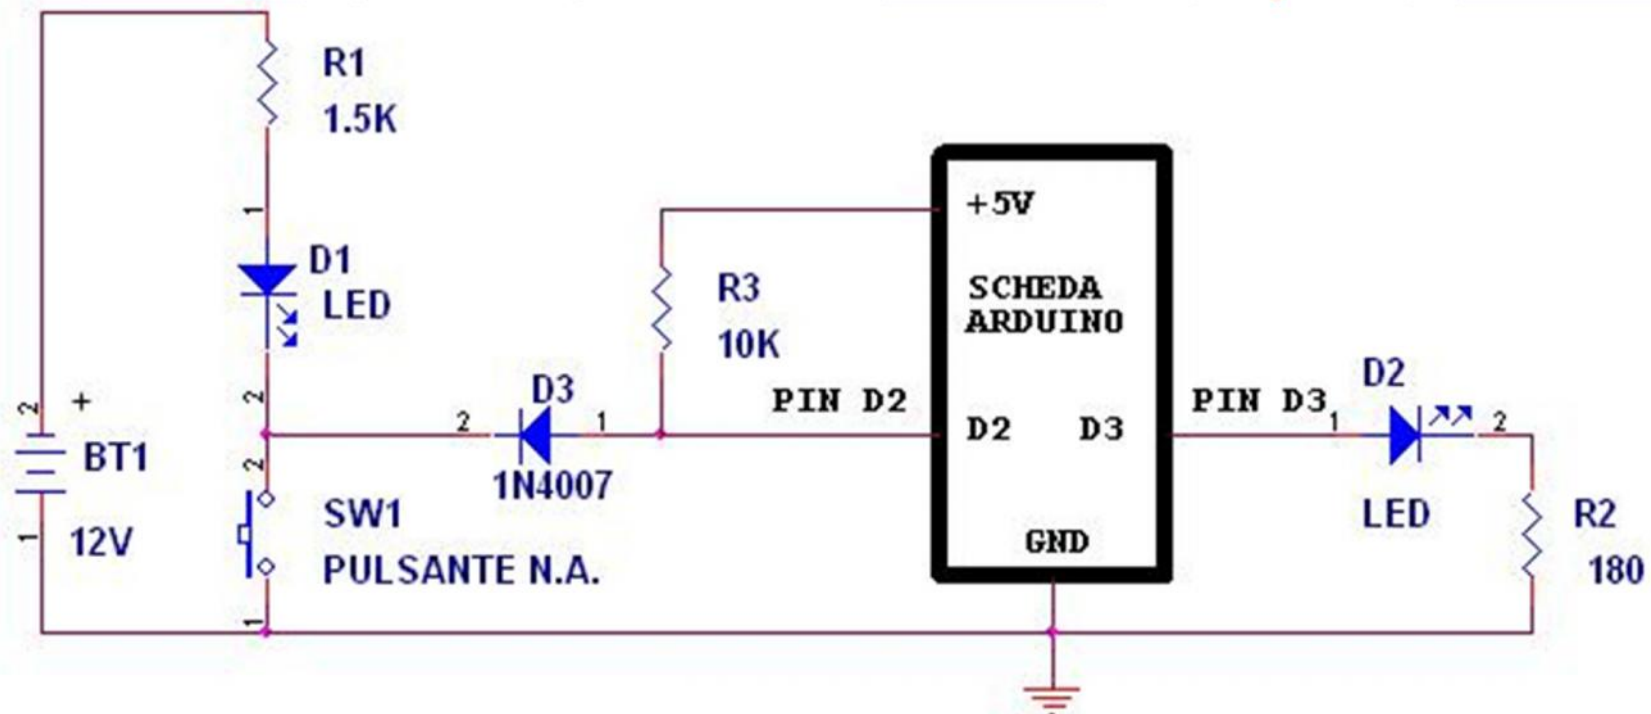 R1
1.5K
1
D1
LED
2
2
+
BT1
12V
1
2
SW1
PULSANTE N.A.
1
2
D3
1
1N4007
R3
10K
PIN D2
+5V
SCHEDA
ARDUINO
D2 D3
GND
PIN D3
1
D2
2
LED
R2
180